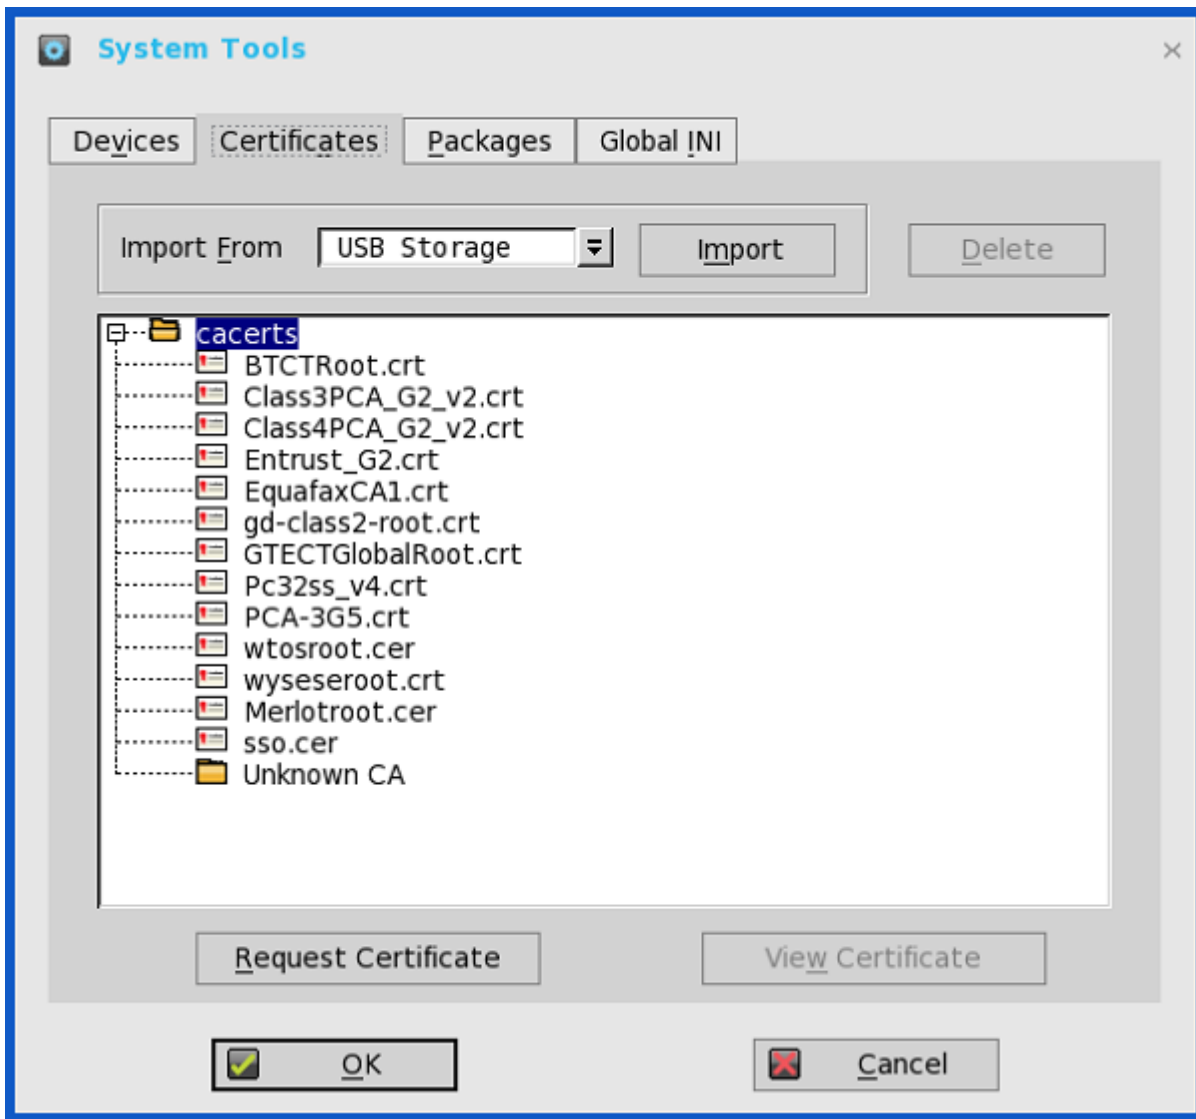 System Tools
Devices Certificates Packages Global INI
Import From USB Storage Import Delete
cacerts
BTCTRoot.crt
Class3PCA_G2_v2.crt
Class4PCA_G2_v2.crt
Entrust_G2.crt
EquafaxCA1.crt
gd-class2-root.crt
GTECTGlobalRoot.crt
Pc32ss_v4.crt
PCA-3G5.crt
wtosroot.cer
wyseseroot.crt
Merlotroot.cer
sso.cer
Unknown CA
Request Certificate View Certificate
OK Cancel